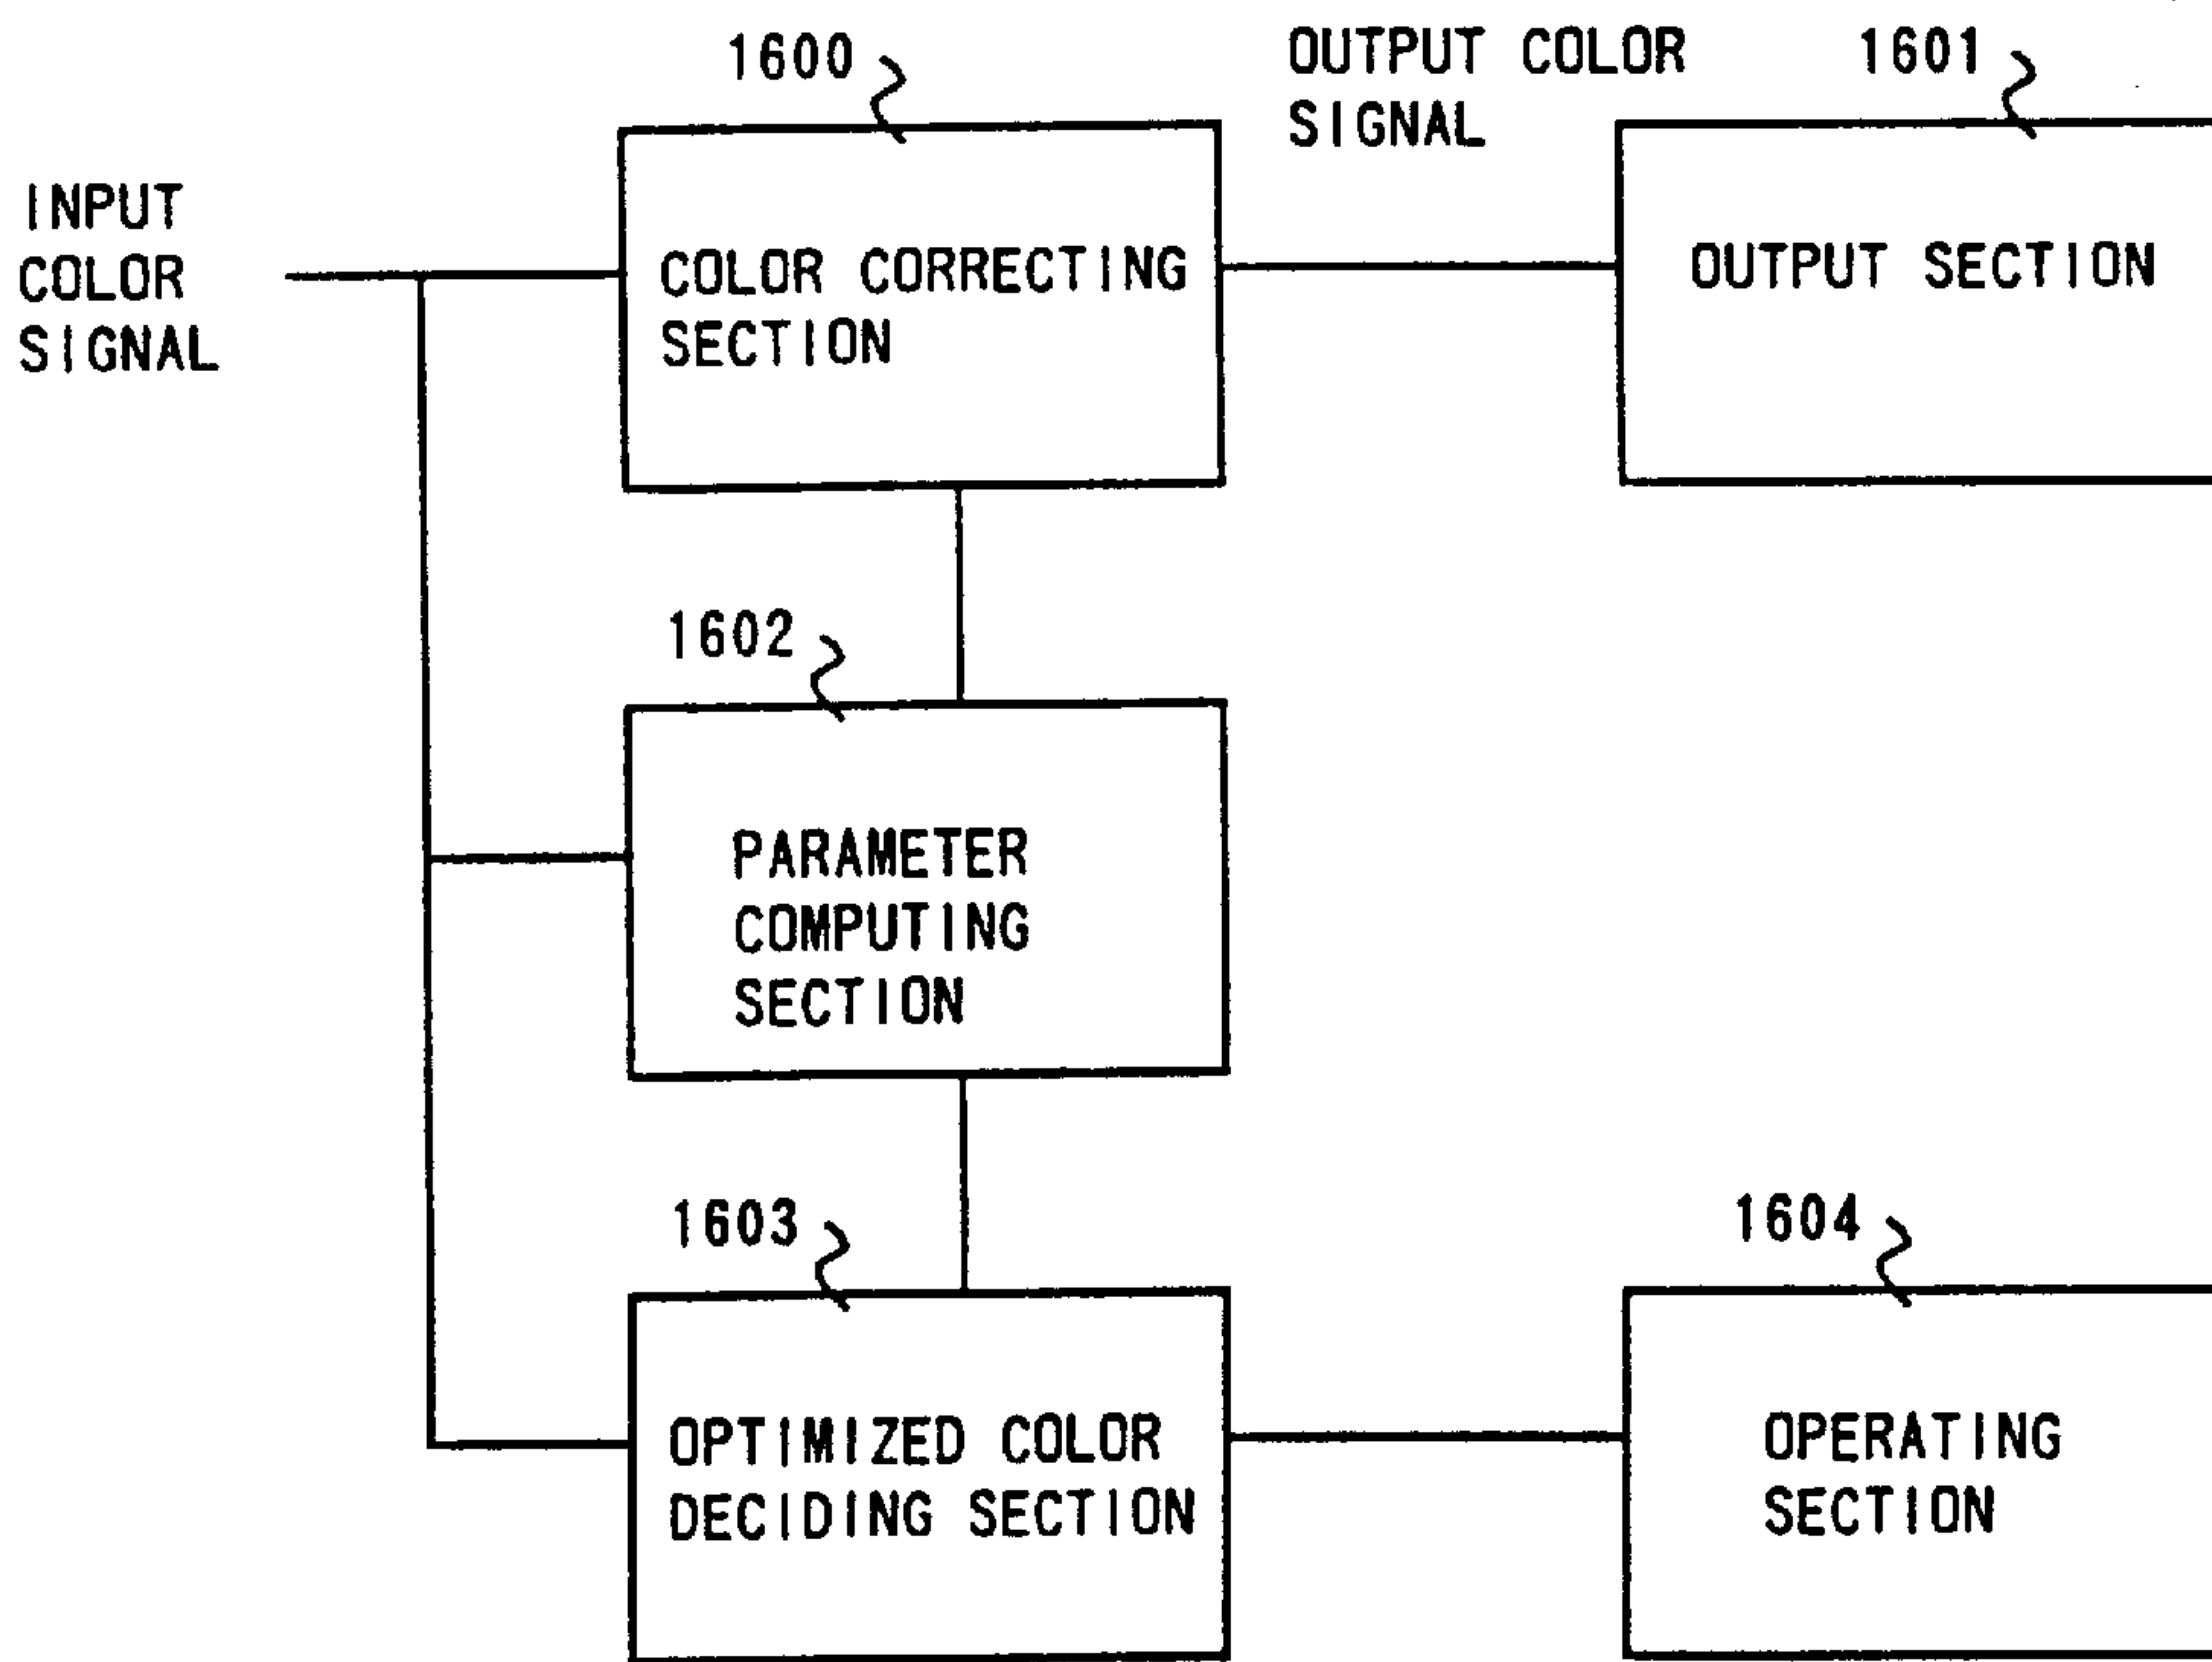 1600
OUTPUT COLOR
SIGNAL
1601
INPUT
COLOR
SIGNAL
COLOR CORRECTING
SECTION
OUTPUT SECTION
1602
PARAMETER
COMPUTING
SECTION
1603
1604
OPTIMIZED COLOR
DECIDING SECTION
OPERATING
SECTION